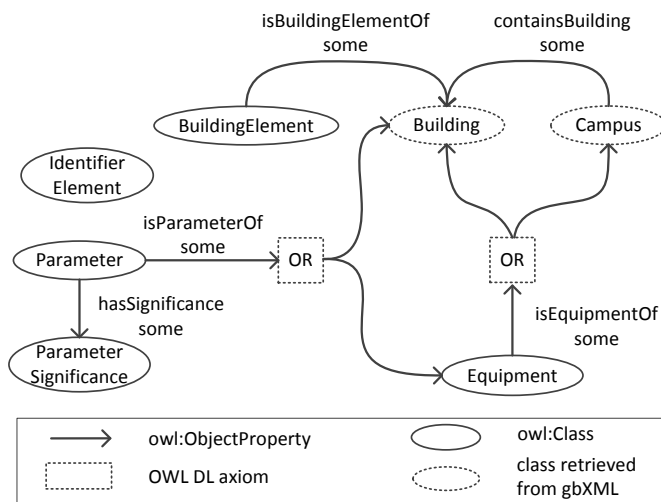 isBuildingElementOf
some
containsBuilding
some
BuildingElement
Building
Campus
Identifier
Element
isParameterOf
some
Parameter
OR
OR
hasSignificance
some
isEquipmentOf
some
Parameter
Significance
Equipment
owl:ObjectProperty
owl:Class
OWL DL axiom
class retrieved
from gbXML